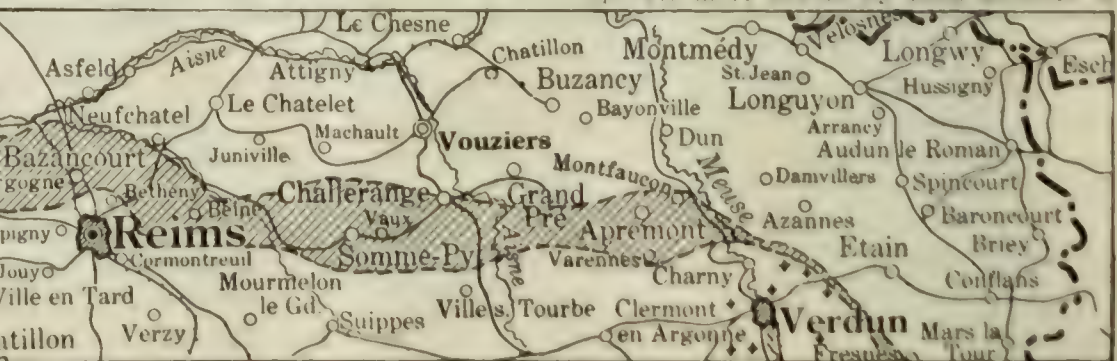 Le Chesne
Asfeld
Aisne
Attigny
Chatillon
Buzancy
Montmédy
Velosnes
Longwy
St. Jean
Longuyon
Hussigny
Esch
Neufchatel
Le Chatelet
Bayonville
Arrancy
Machault
Vouziers
Dun
Audun le Roman
Bazancourt
Juniville
Montfaucon
Meuse
Damvillers
Spincourt
Betheny
Challerange
Grand
Pré
Beine
Vaux
Apremont
Azannes
Baroncourt
Reims
Etain
Briey
Somme-Py
Aisne
Varennes
Cormontreuil
Charny
Conflans
Jouy
Mourmelon
le Gd.
Ville en Tard
Ville s. Tourbe
Clermont
en Argonne
Verdun
Verzy
Suippes
Mars la
Tour
Fresnes